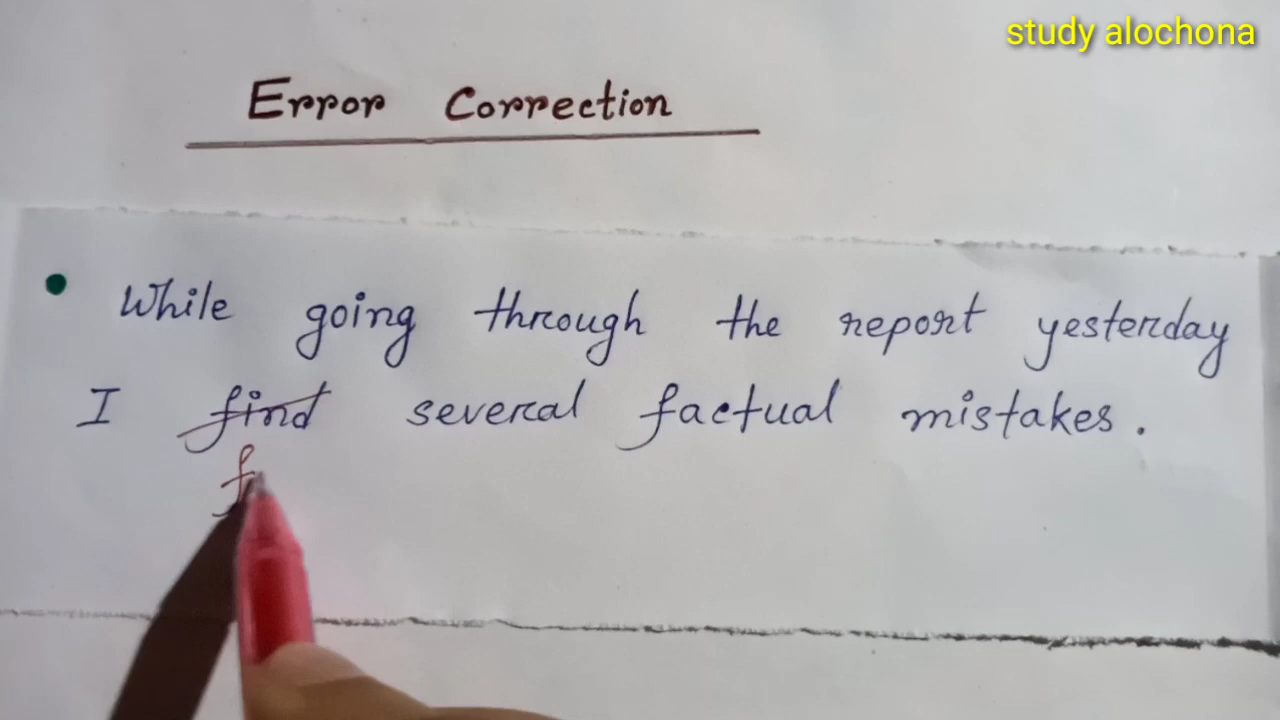 study alochona
Error Correction
While going through the report yesterday
I find several factual mistakes.
f